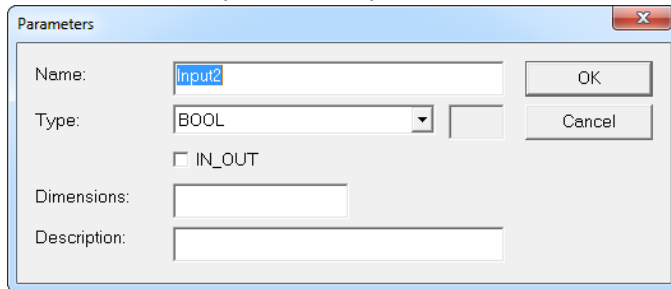 Parameters
Name: Input2 OK
Type: BOOL Cancel
IN_OUT
Dimensions:
Description: